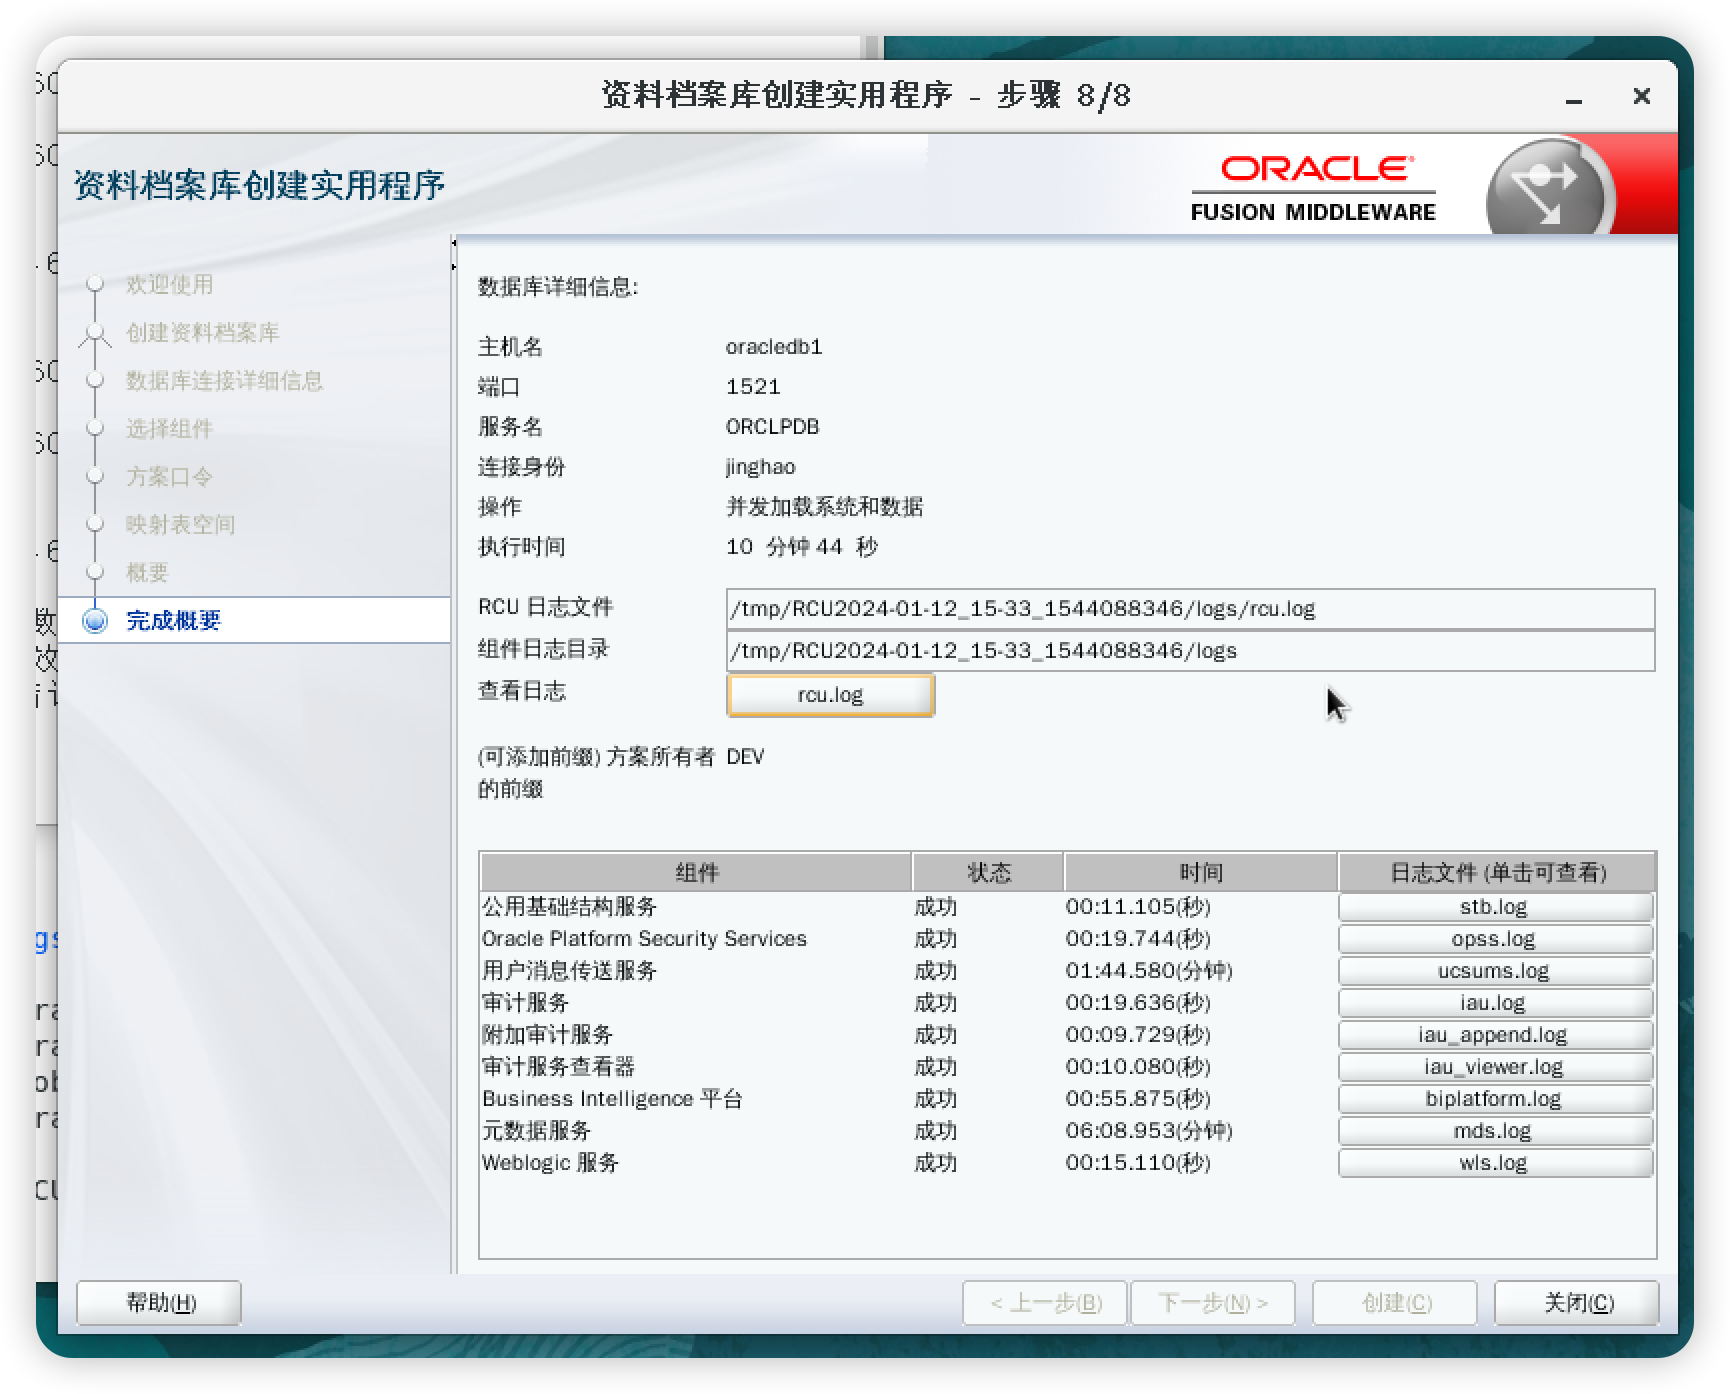 资料档案库创建实用程序 - 步骤 8/8
资料档案库创建实用程序
ORACLE
FUSION MIDDLEWARE
欢迎使用
创建资料档案库
数据库连接详细信息
选择组件
方案口令
映射表空间
概要
完成概要
数据库详细信息:
主机名 oracledb1
端口 1521
服务名 ORCLPDB
连接身份 jinghao
操作 并发加载系统和数据
执行时间 10 分钟 44 秒
RCU 日志文件 /tmp/RCU2024-01-12_15-33_1544088346/logs/rcu.log
组件日志目录 /tmp/RCU2024-01-12_15-33_1544088346/logs
查看日志 rcu.log
(可添加前缀) 方案所有者 DEV
的前缀
组件 状态 时间 日志文件 (单击可查看)
公用基础结构服务 成功 00:11.105(秒) stb.log
Oracle Platform Security Services 成功 00:19.744(秒) opss.log
用户消息传送服务 成功 01:44.580(分钟) ucsums.log
审计服务 成功 00:19.636(秒) iau.log
附加审计服务 成功 00:09.729(秒) iau_append.log
审计服务查看器 成功 00:10.080(秒) iau_viewer.log
Business Intelligence 平台 成功 00:55.875(秒) biplatform.log
元数据服务 成功 06:08.953(分钟) mds.log
Weblogic 服务 成功 00:15.110(秒) wls.log
帮助(H) < 上一步(B) 下一步(N) > 创建(C) 关闭(C)